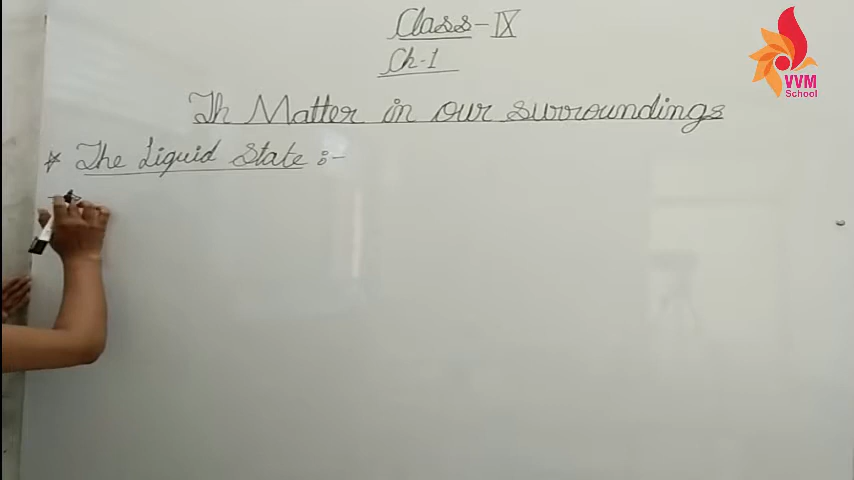 Class-IX
Ch-1
VVM
School
Th Matter in our surroundings
* The Liquid State :-